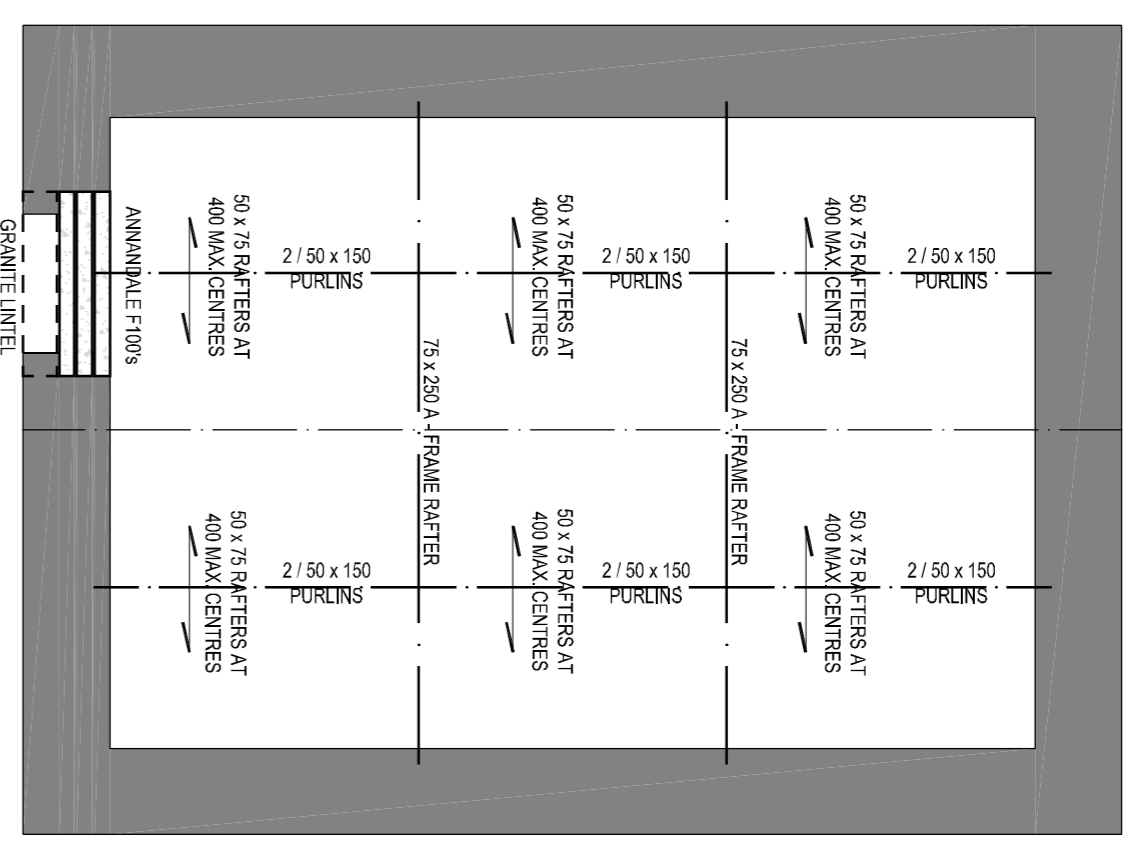 50 x 75 RAFTERS AT
400 MAX. CENTRES
2 / 50 x 150
PURLINS
50 x 75 RAFTERS AT
400 MAX. CENTRES
2 / 50 x 150
PURLINS
50 x 75 RAFTERS AT
400 MAX. CENTRES
2 / 50 x 150
PURLINS
ANNANDALE F100's
GRANITE LINTEL
75 x 250 A - FRAME RAFTER
75 x 250 A - FRAME RAFTER
50 x 75 RAFTERS AT
400 MAX. CENTRES
2 / 50 x 150
PURLINS
50 x 75 RAFTERS AT
400 MAX. CENTRES
2 / 50 x 150
PURLINS
50 x 75 RAFTERS AT
400 MAX. CENTRES
2 / 50 x 150
PURLINS